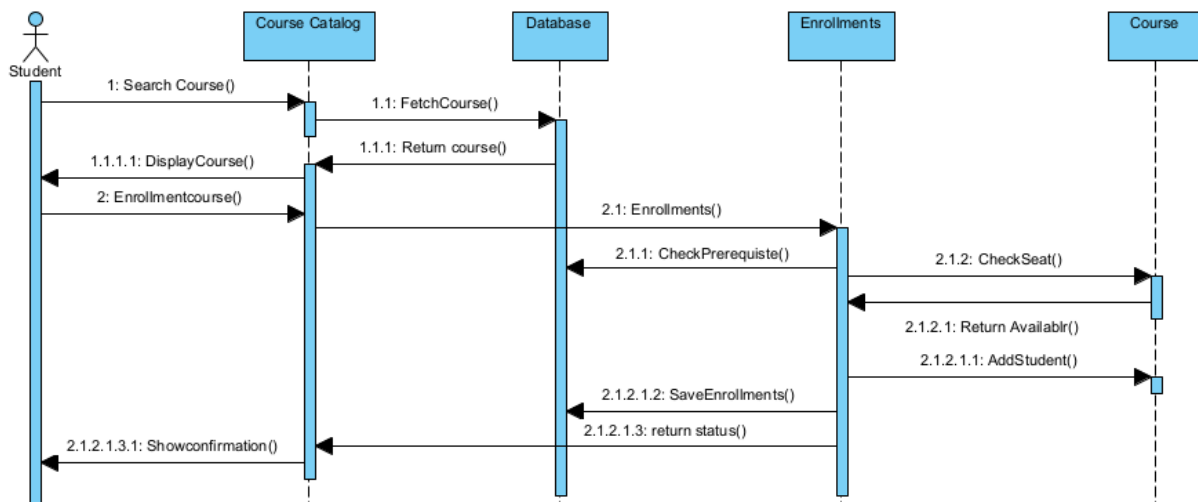 Course Catalog
Database
Enrollments
Course
Student
1: Search Course()
1.1: FetchCourse()
1.1.1: Return course()
1.1.1.1: DisplayCourse()
2: Enrollmentcourse()
2.1: Enrollments()
2.1.1: CheckPrerequiste()
2.1.2: CheckSeat()
2.1.2.1: Return Availablr()
2.1.2.1.1: AddStudent()
2.1.2.1.2: SaveEnrollments()
2.1.2.1.3: return status()
2.1.2.1.3.1: Showconfirmation()